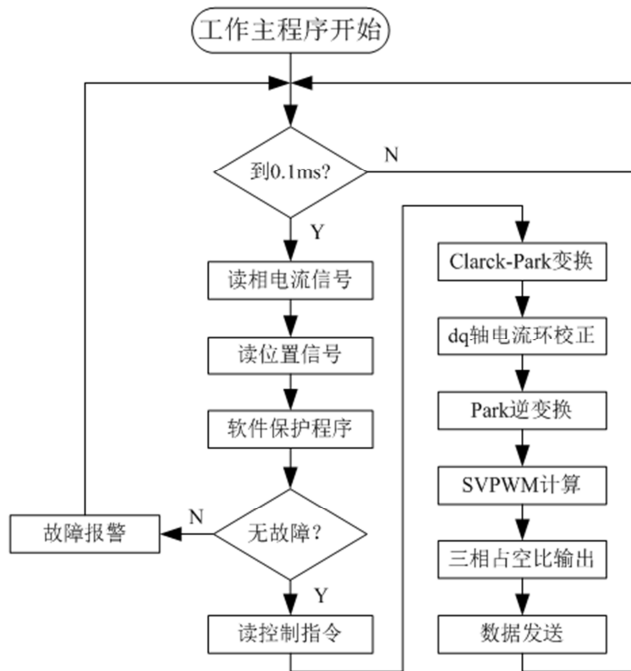 工作主程序开始
到0.1ms?
N
Y
读相电流信号
读位置信号
软件保护程序
无故障?
N
故障报警
Y
读控制指令
Clarck-Park变换
dq轴电流环校正
Park逆变换
SVPWM计算
三相占空比输出
数据发送